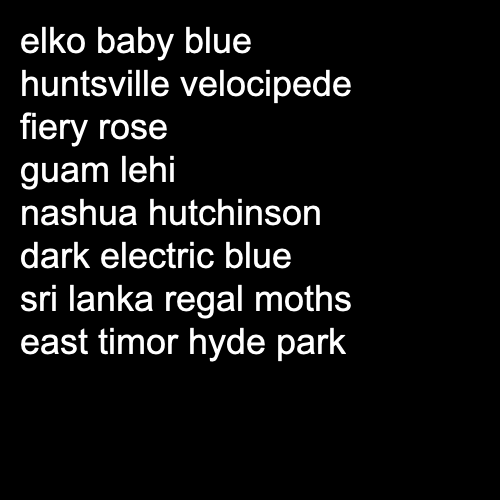 elko baby blue
huntsville velocipede
fiery rose
guam lehi
nashua hutchinson
dark electric blue
sri lanka regal moths
east timor hyde park